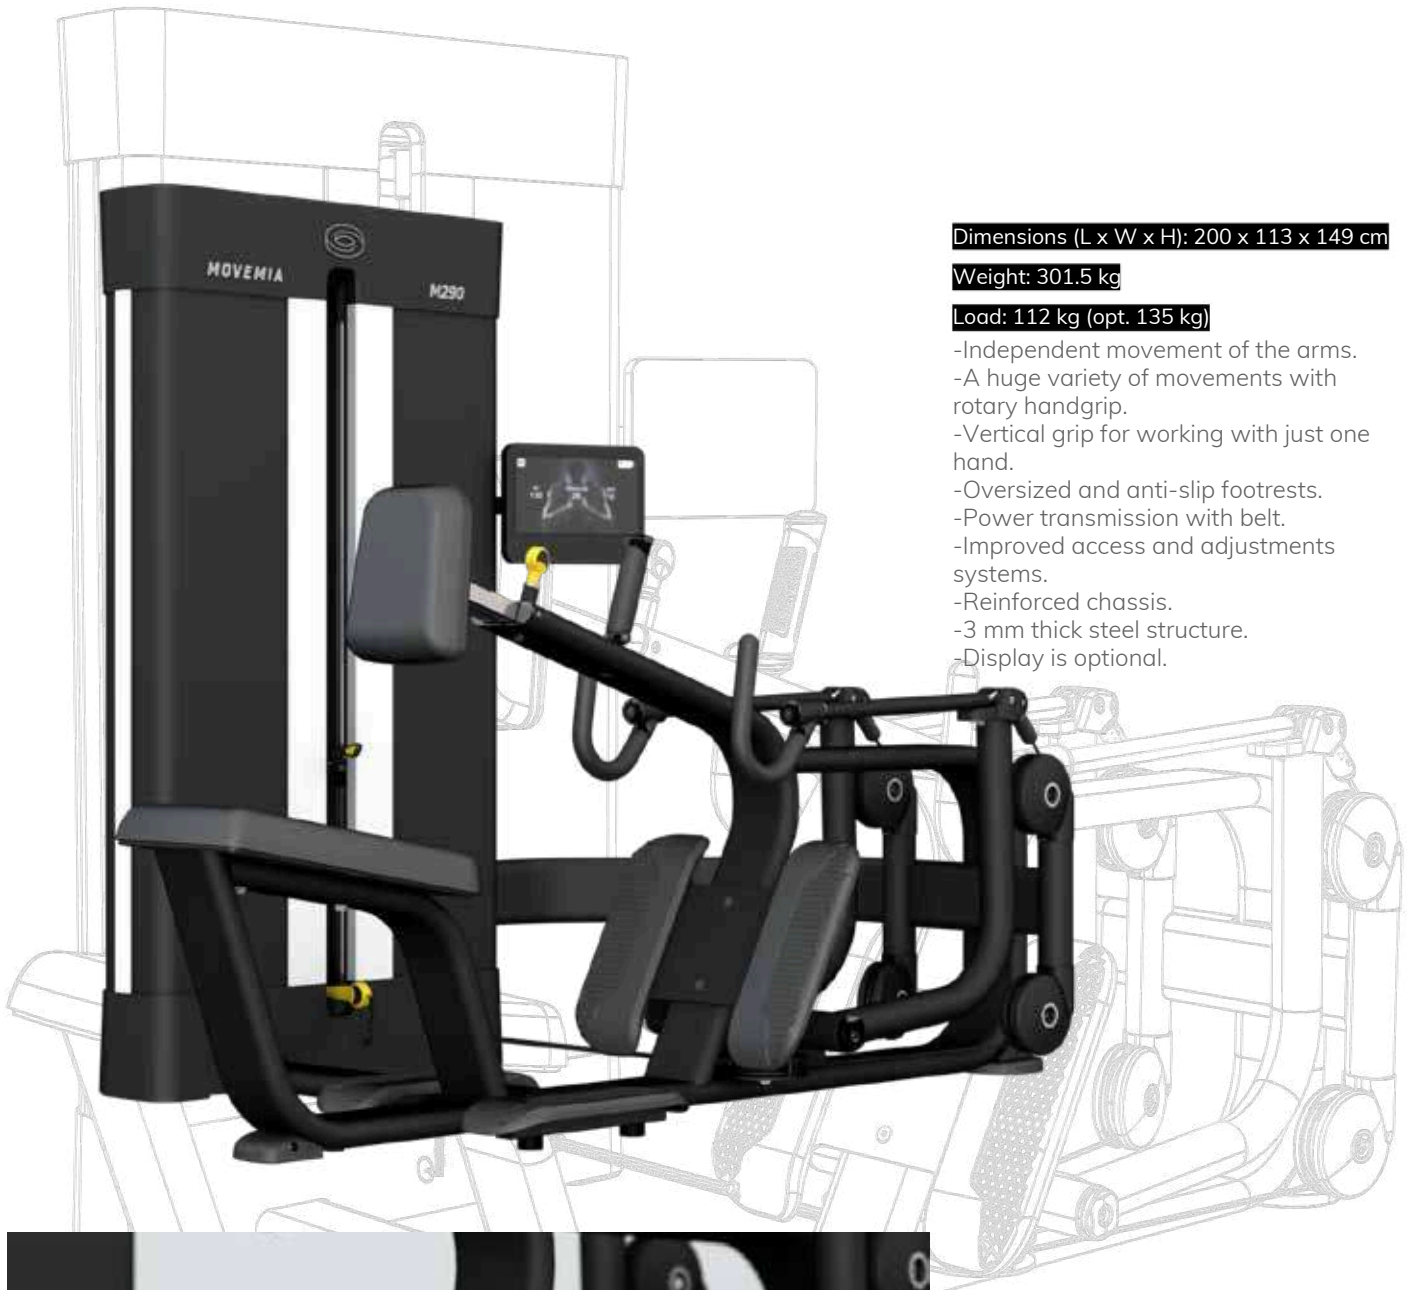 MOVEMIA
M290
Dimensions (L x W x H): 200 x 113 x 149 cm
Weight: 301.5 kg
Load: 112 kg (opt. 135 kg)
-Independent movement of the arms.
-A huge variety of movements with
rotary handgrip.
-Vertical grip for working with just one
hand.
-Oversized and anti-slip footrests.
-Power transmission with belt.
-Improved access and adjustments
systems.
-Reinforced chassis.
-3 mm thick steel structure.
-Display is optional.